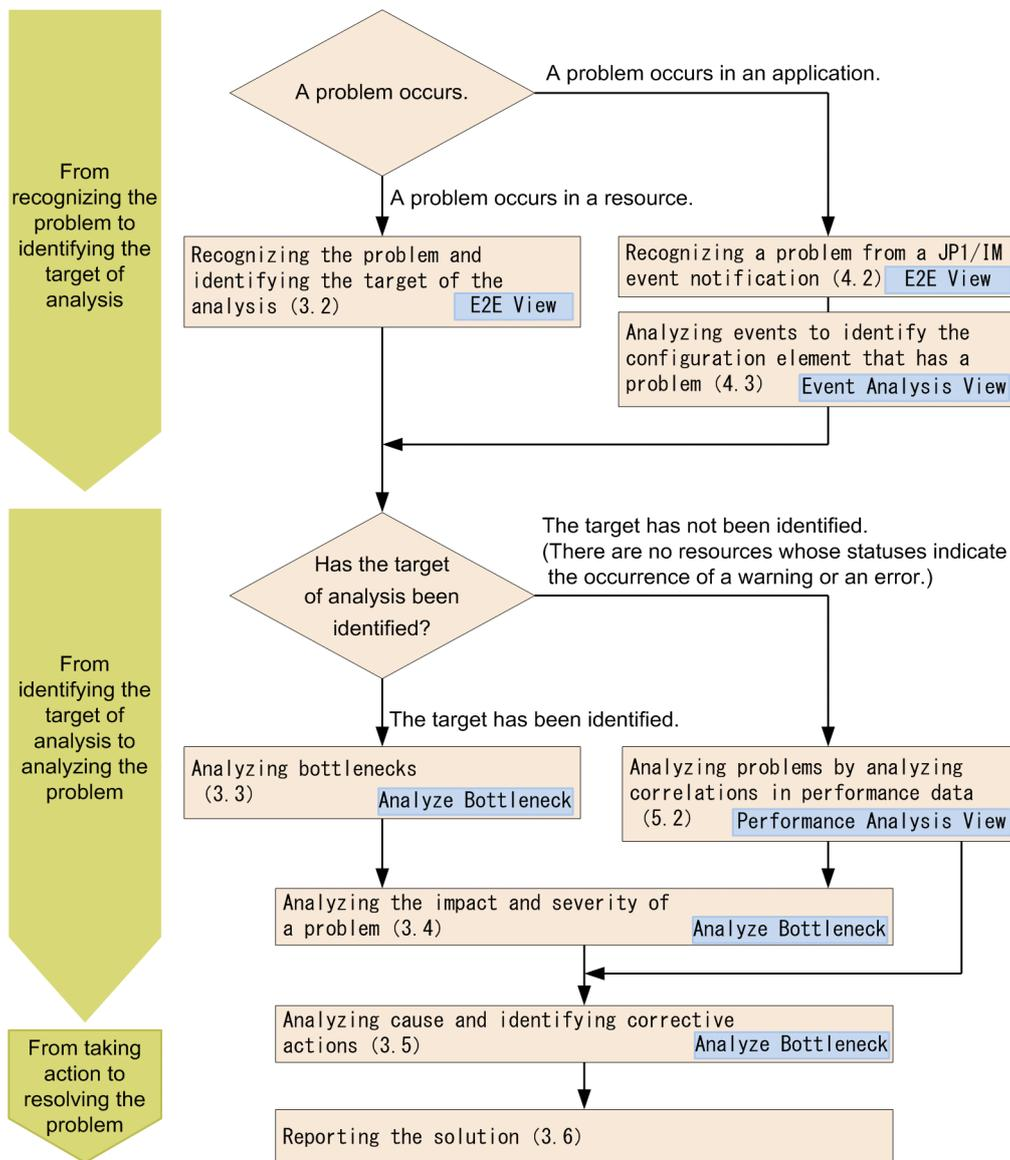 From
recognizing the
problem to
identifying the
target of
analysis
A problem occurs.
A problem occurs in an application.
A problem occurs in a resource.
Recognizing the problem and
identifying the target of the
analysis (3.2)
E2E View
Recognizing a problem from a JP1/IM
event notification (4.2)
E2E View
Analyzing events to identify the
configuration element that has a
problem (4.3)
Event Analysis View
From
identifying the
target of
analysis to
analyzing the
problem
Has the target
of analysis been
identified?
The target has not been identified.
(There are no resources whose statuses indicate
the occurrence of a warning or an error.)
The target has been identified.
Analyzing bottlenecks
(3.3)
Analyze Bottleneck
Analyzing problems by analyzing
correlations in performance data
(5.2)
Performance Analysis View
Analyzing the impact and severity of
a problem (3.4)
Analyze Bottleneck
From taking
action to
resolving the
problem
Analyzing cause and identifying corrective
actions (3.5)
Analyze Bottleneck
Reporting the solution (3.6)